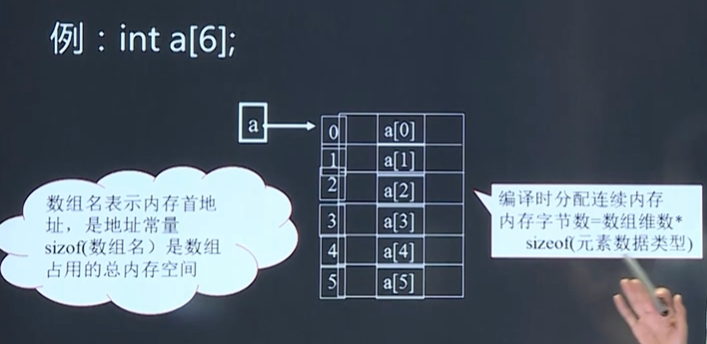 例：int a[6];
a
0 a[0]
1 a[1]
2 a[2]
3 a[3]
4 a[4]
5 a[5]
数组名表示内存首地
址，是地址常量
sizof(数组名）是数组
占用的总内存空间
编译时分配连续内存
内存字节数=数组维数*
sizeof(元素数据类型)